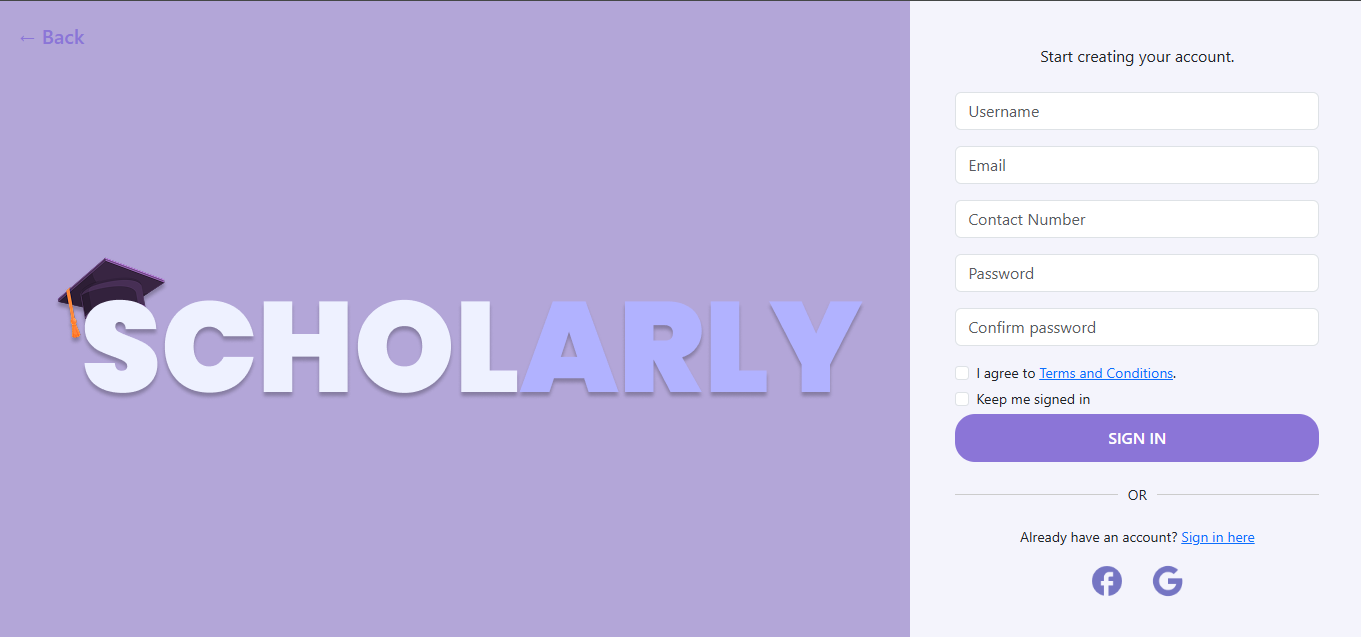 ← Back
SCHOLARLY
Start creating your account.
Username
Email
Contact Number
Password
Confirm password
I agree to Terms and Conditions.
Keep me signed in
SIGN IN
OR
Already have an account? Sign in here